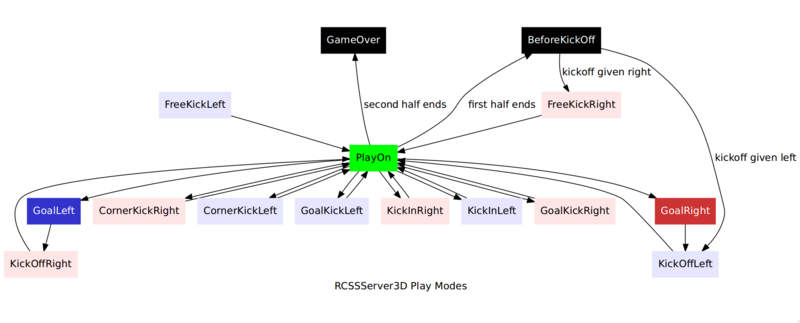 GameOver
BeforeKickOff
kickoff given right
FreeKickLeft
second half ends
first half ends
FreeKickRight
PlayOn
kickoff given left
GoalLeft
CornerKickRight
CornerKickLeft
GoalKickLeft
KickInRight
KickInLeft
GoalKickRight
GoalRight
KickOffRight
KickOffLeft
RCSSServer3D Play Modes